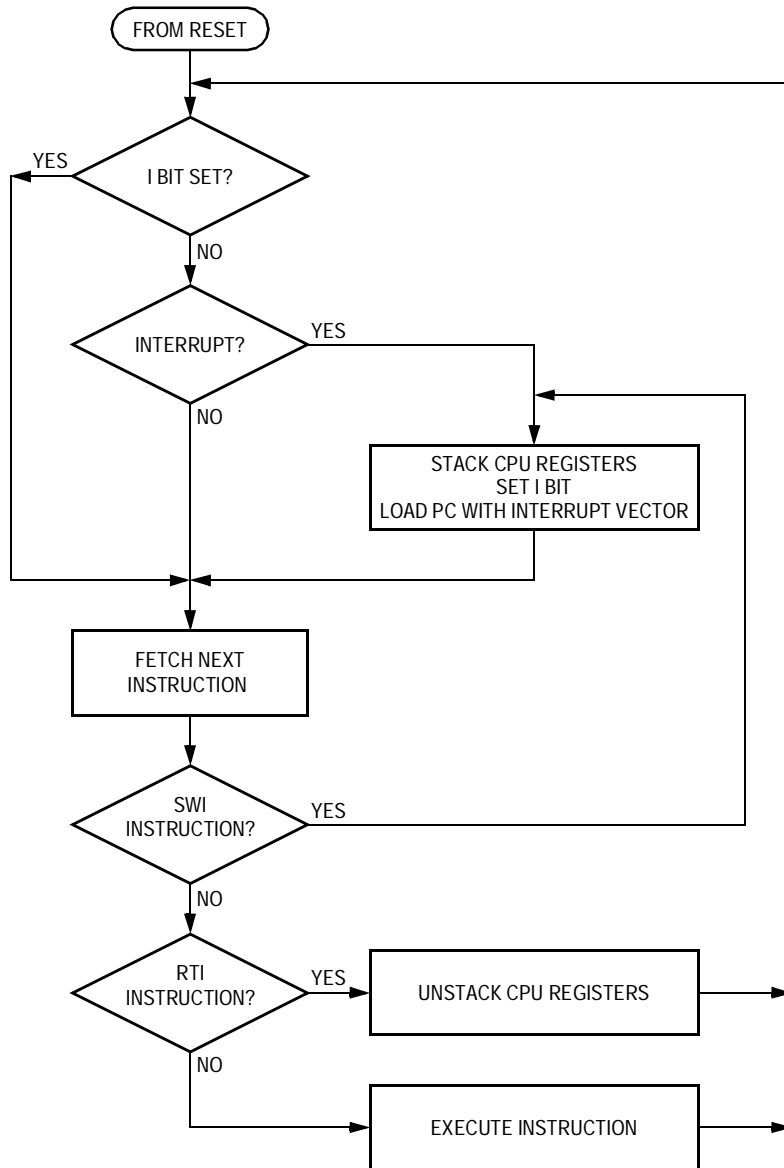 FROM RESET
YES
I BIT SET?
NO
INTERRUPT?
YES
NO
STACK CPU REGISTERS
SET I BIT
LOAD PC WITH INTERRUPT VECTOR
FETCH NEXT
INSTRUCTION
SWI
INSTRUCTION?
YES
NO
RTI
INSTRUCTION?
YES
UNSTACK CPU REGISTERS
NO
EXECUTE INSTRUCTION